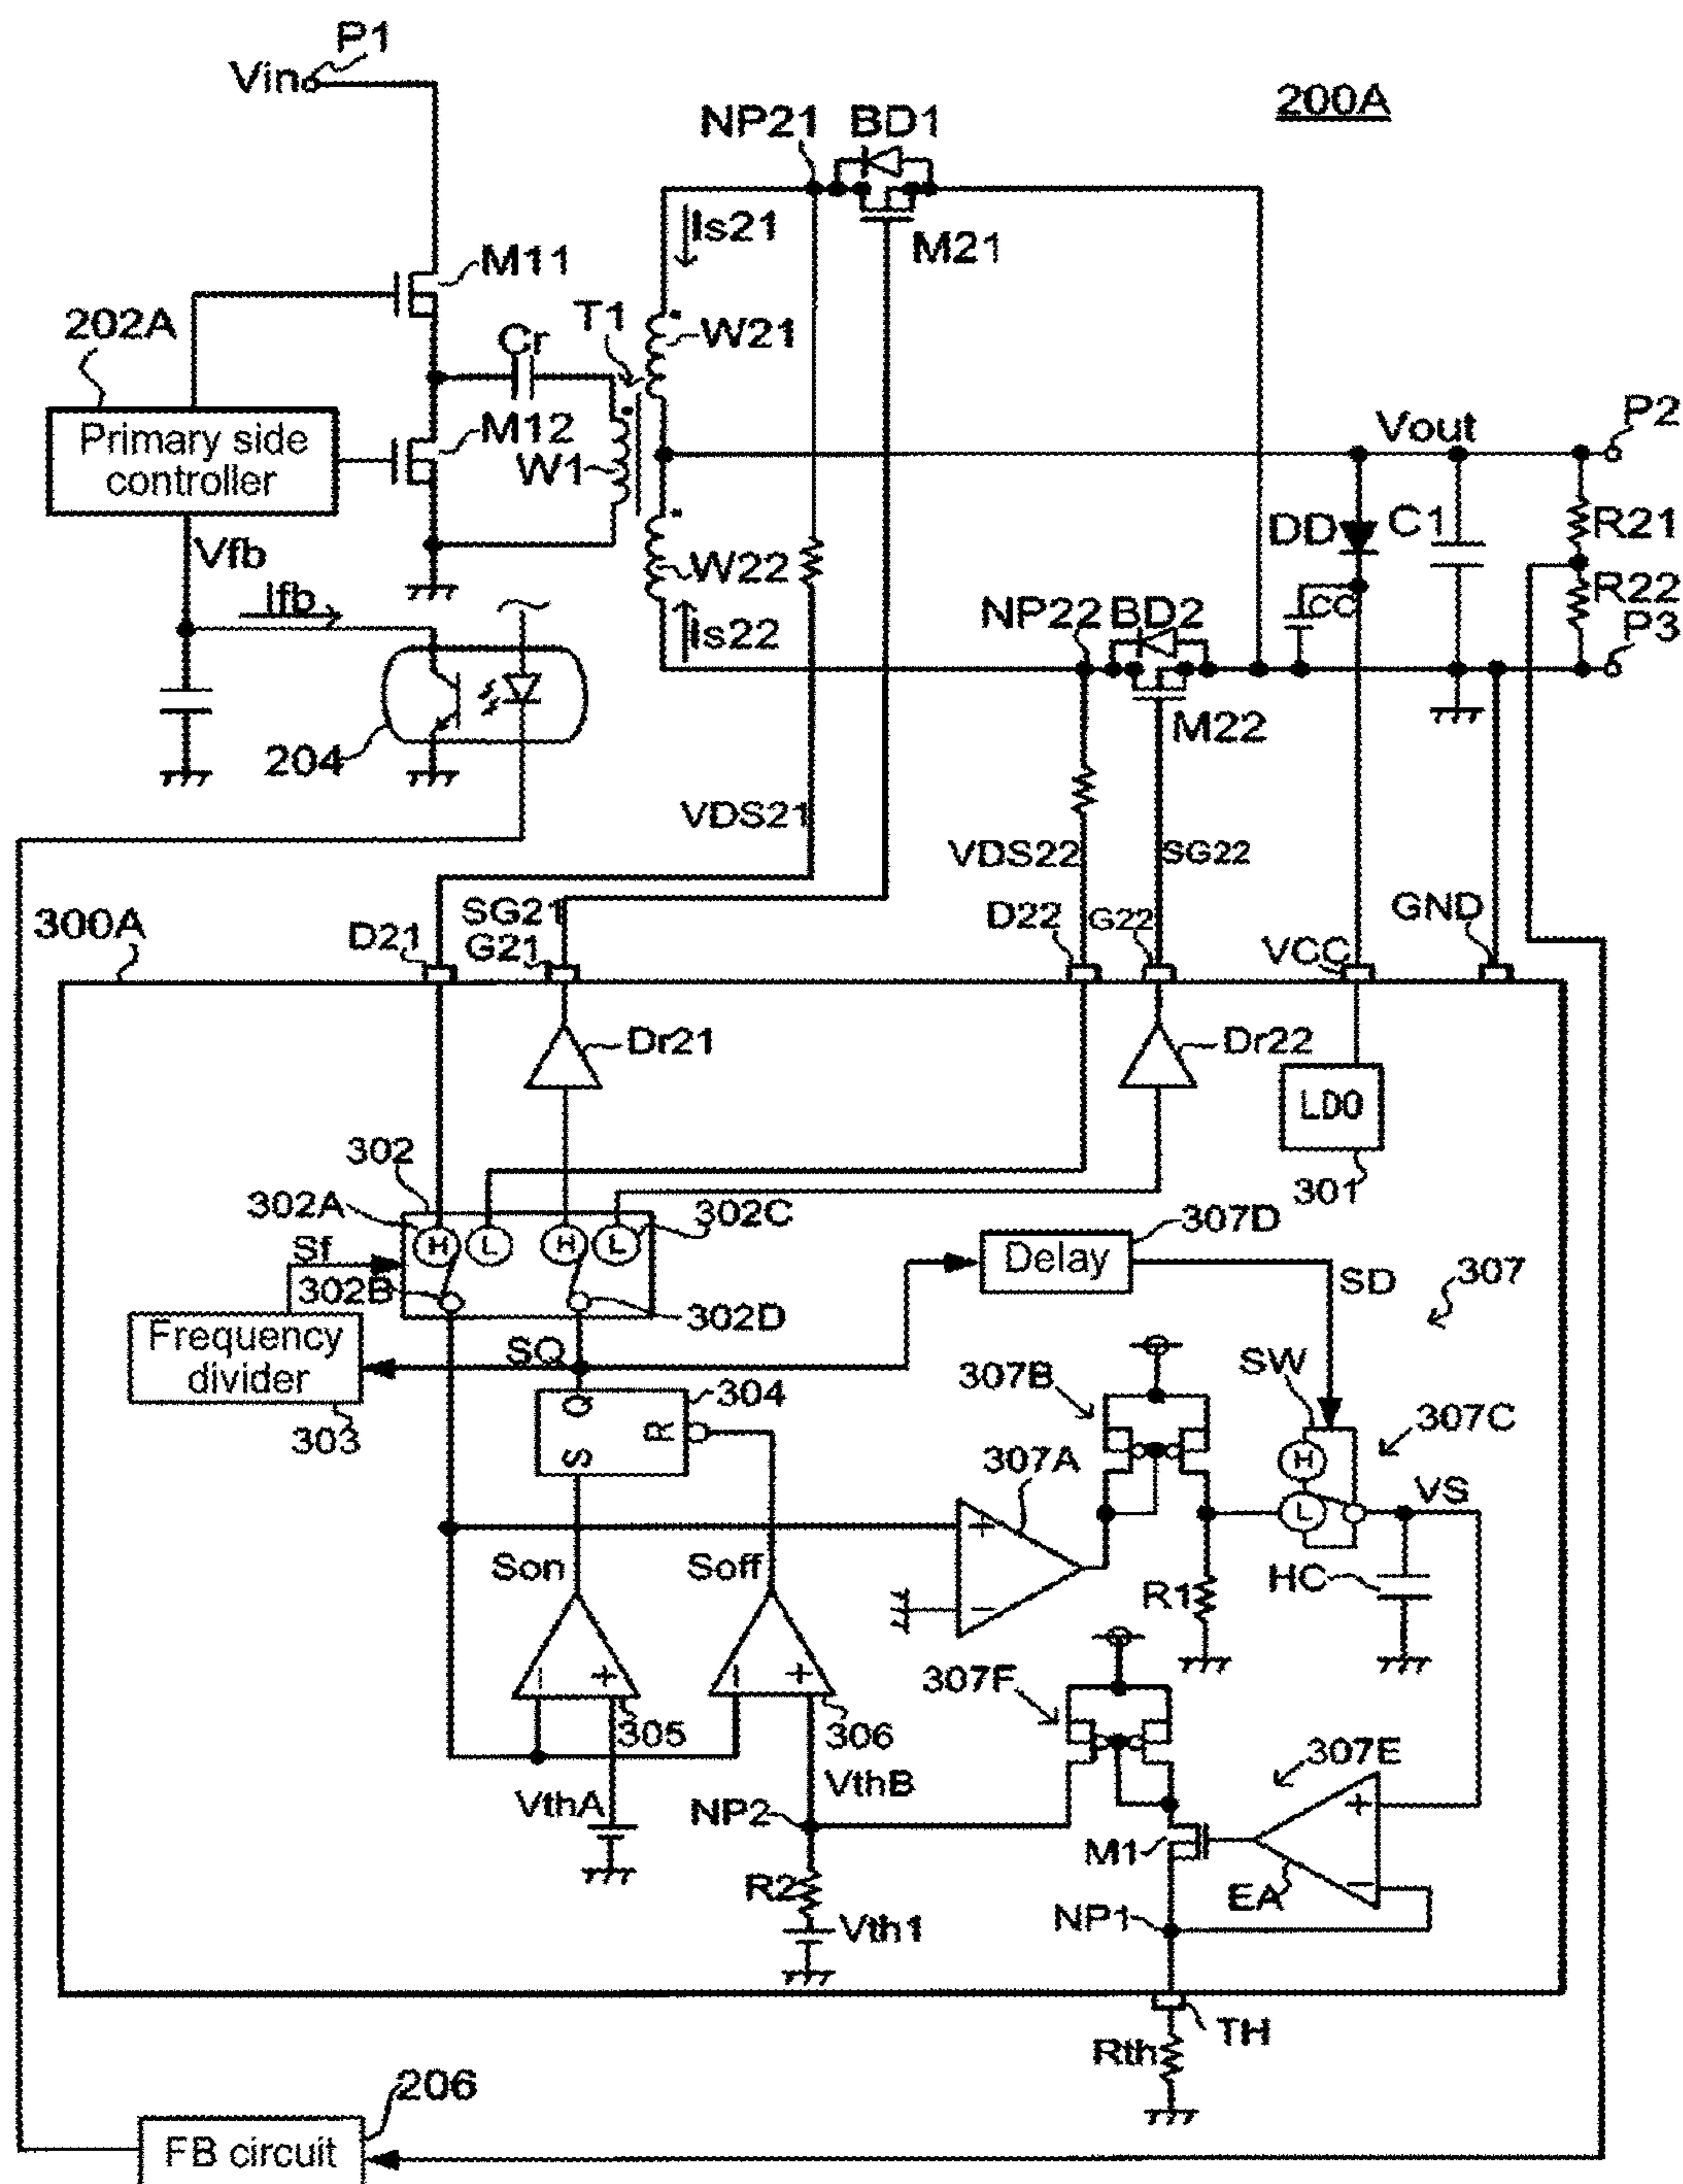 P1
Vin
200A
NP21
BD1
Is21
M21
M11
202A
T1
Cr
W21
Primary side
controller
M12
W1
Vout
P2
DD
C1
R21
Vfb
W22
Ifb
CC
R22
NP22
BD2
P3
Is22
M22
204
VDS21
VDS22
SG22
300A
D21
SG21
G21
D22
G22
VCC
GND
Dr21
Dr22
LDO
301
302
302A
H
L
H
L
302C
307D
Sf
302B
302D
Delay
SD
307
Frequency
divider
303
SQ
304
Q
S
R
307B
SW
307C
307A
H
L
VS
+
−
Son
Soff
R1
HC
−
+
−
+
305
306
307F
307E
VthA
VthB
NP2
M1
+
−
EA
R2
Vth1
NP1
TH
Rth
206
FB circuit